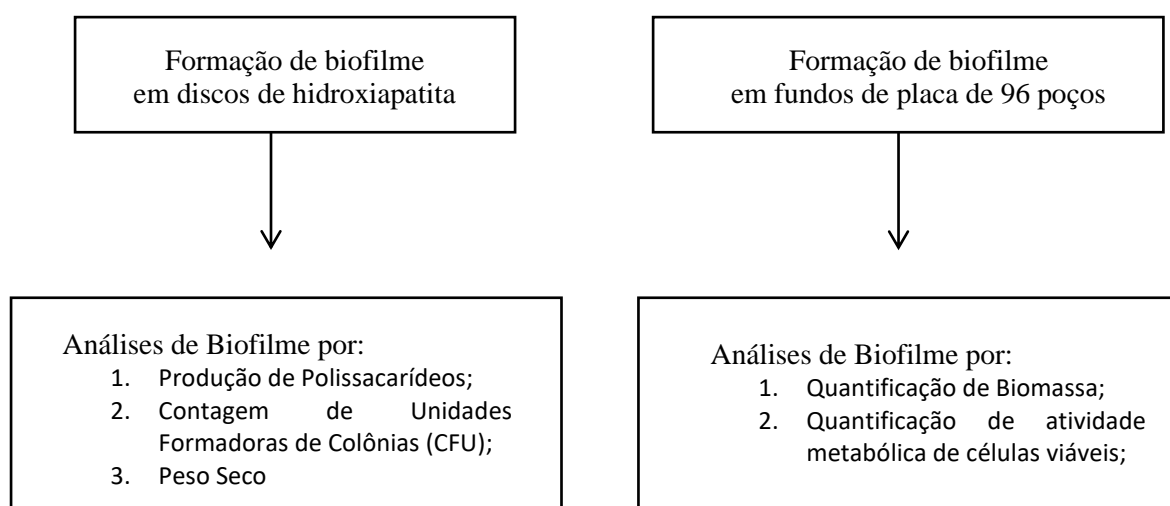 Formação de biofilme
em discos de hidroxiapatita
Formação de biofilme
em fundos de placa de 96 poços
Análises de Biofilme por:
1. Produção de Polissacarídeos;
2. Contagem de Unidades
Formadoras de Colônias (CFU);
3. Peso Seco
Análises de Biofilme por:
1. Quantificação de Biomassa;
2. Quantificação de atividade
metabólica de células viáveis;